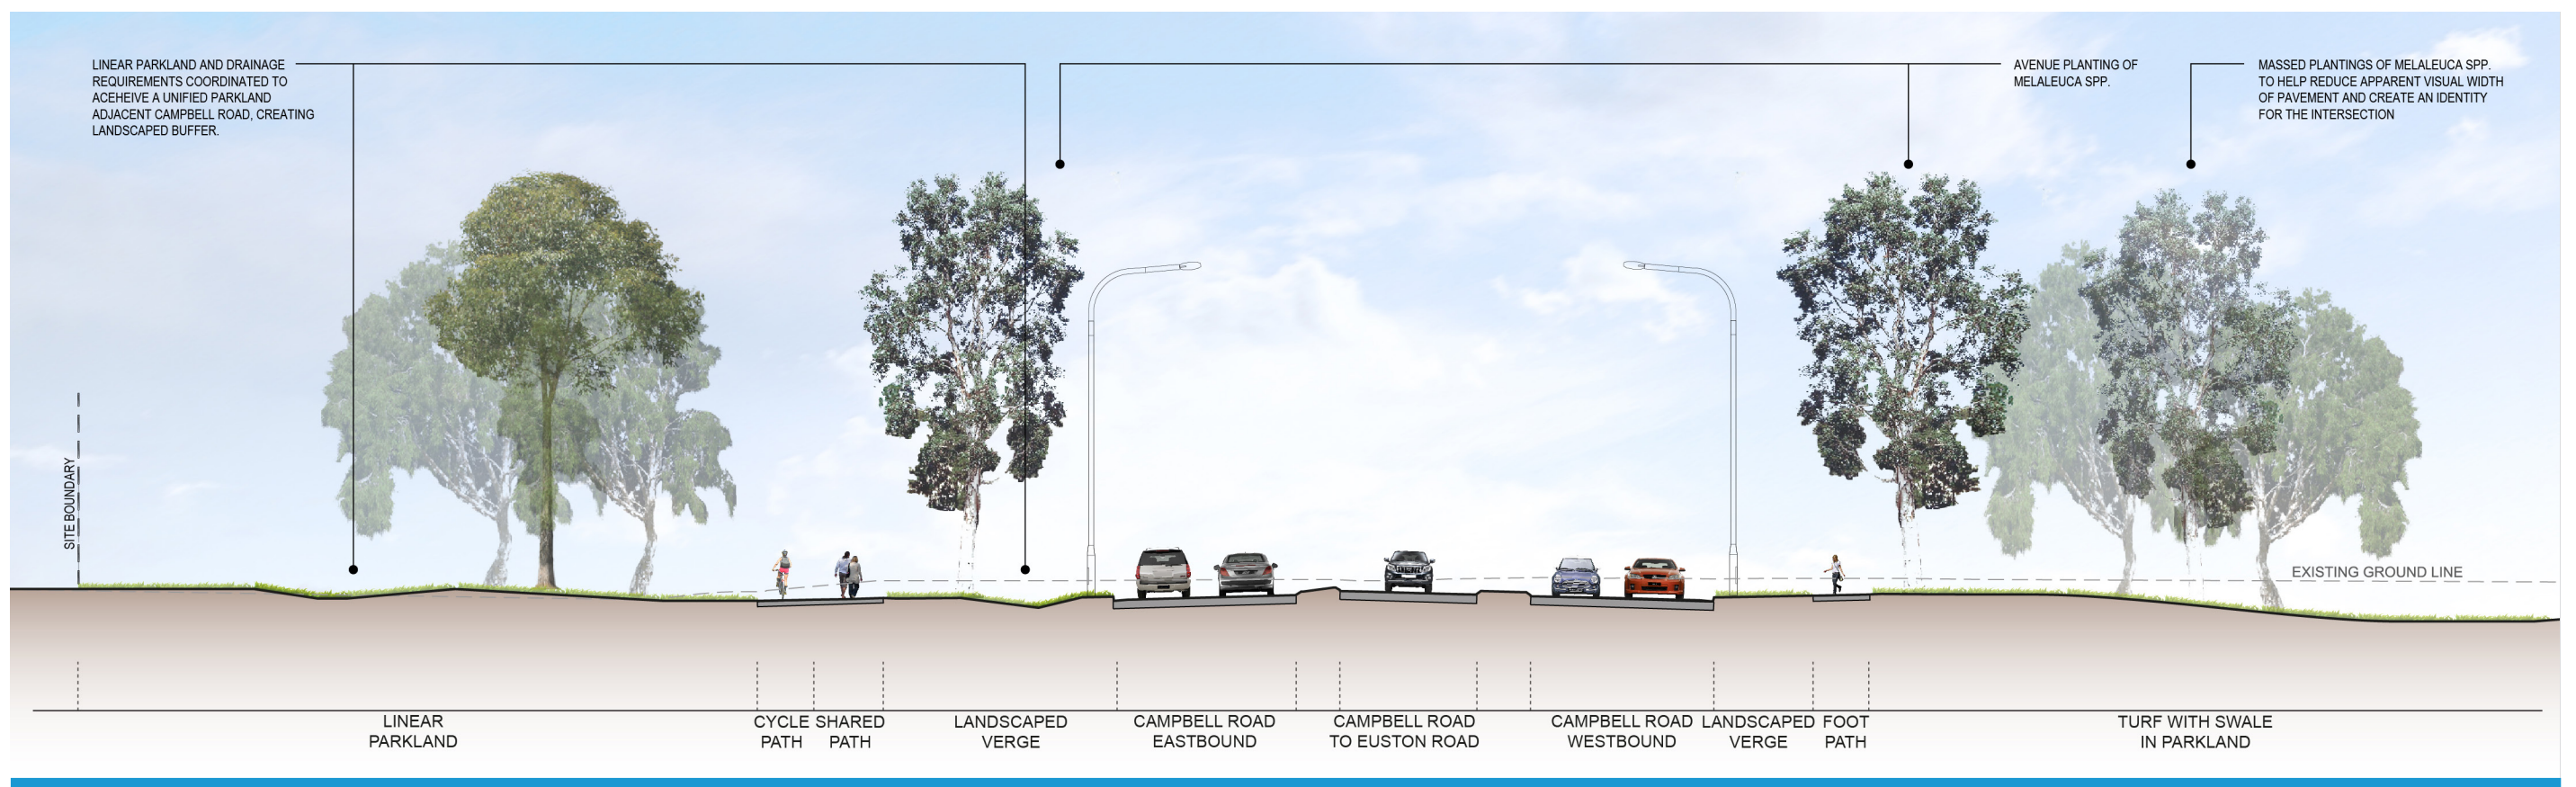 LINEAR PARKLAND AND DRAINAGE
REQUIREMENTS COORDINATED TO
ACEHEIVE A UNIFIED PARKLAND
ADJACENT CAMPBELL ROAD, CREATING
LANDSCAPED BUFFER.
AVENUE PLANTING OF
MELALEUCA SPP.
MASSED PLANTINGS OF MELALEUCA SPP.
TO HELP REDUCE APPARENT VISUAL WIDTH
OF PAVEMENT AND CREATE AN IDENTITY
FOR THE INTERSECTION
SITE BOUNDARY
EXISTING GROUND LINE
LINEAR
PARKLAND
CYCLE
PATH
SHARED
PATH
LANDSCAPED
VERGE
CAMPBELL ROAD
EASTBOUND
CAMPBELL ROAD
TO EUSTON ROAD
CAMPBELL ROAD
WESTBOUND
LANDSCAPED
VERGE
FOOT
PATH
TURF WITH SWALE
IN PARKLAND